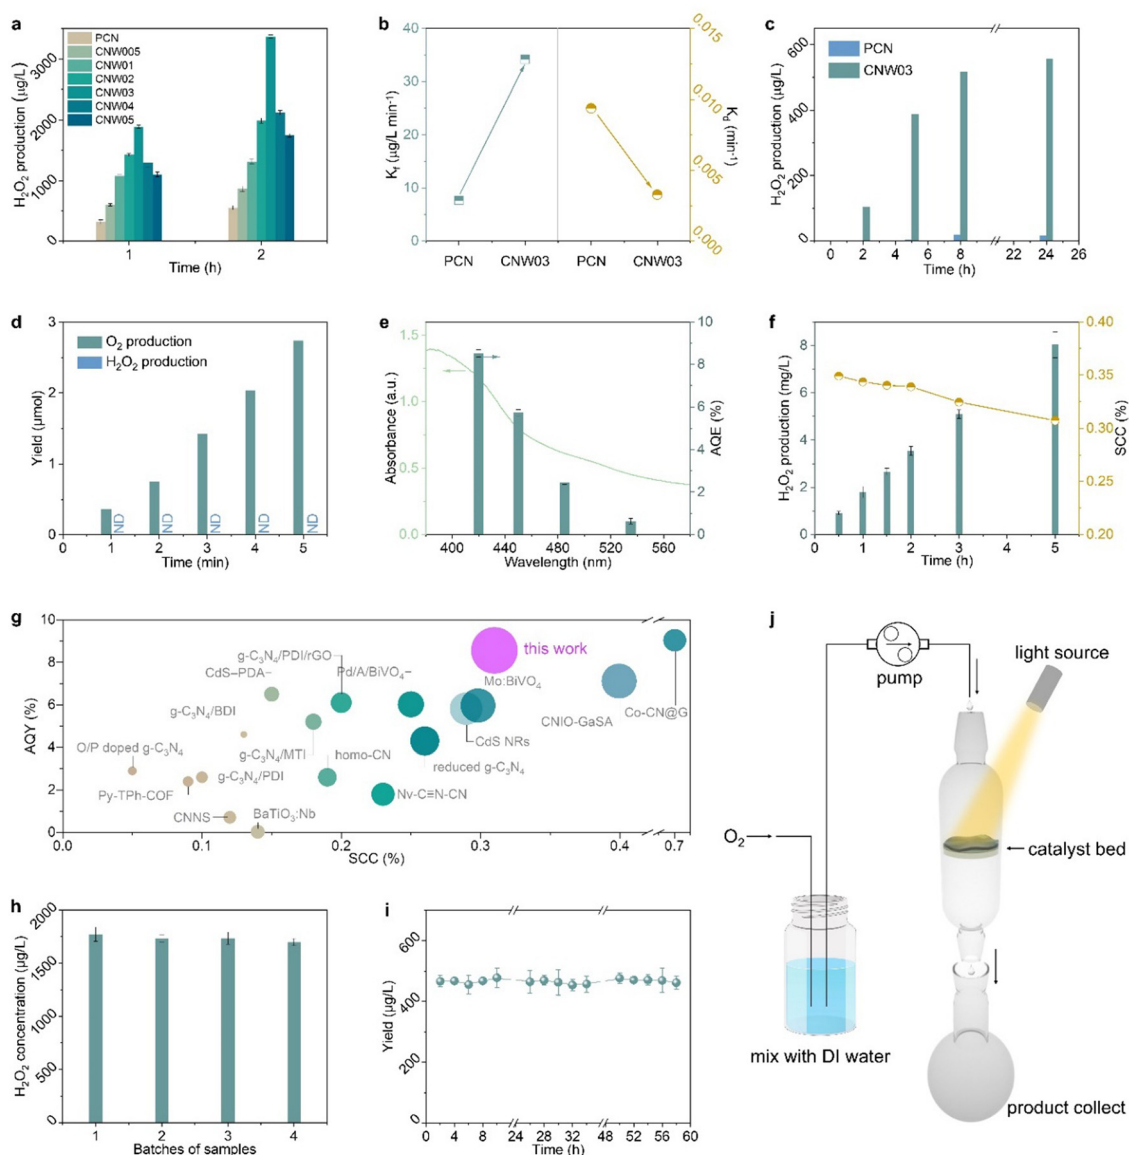 a
H₂O₂ production (μg/L)
3000
2000
1000
0
PCN
CNW005
CNW01
CNW02
CNW03
CNW04
CNW05
1
2
Time (h)
b
Kf (μg/L min⁻¹)
40
30
20
10
0
PCN
CNW03
PCN
CNW03
0.015
0.010
0.005
0.000
Kd (min⁻¹)
c
H₂O₂ production (μg/L)
600
400
200
0
PCN
CNW03
0 2 4 6 8 10 22 24 26
Time (h)
d
Yield (μmol)
3
2
1
0
O₂ production
H₂O₂ production
ND ND ND ND ND
0 1 2 3 4 5
Time (min)
e
Absorbance (a.u.)
1.5
1.0
0.5
0.0
10
8
6
4
2
0
AQE (%)
400 440 480 520 560
Wavelength (nm)
f
H₂O₂ production (mg/L)
8
6
4
2
0
0.40
0.35
0.30
0.25
0.20
SCC (%)
0 1 2 3 4 5
Time (h)
g
AQY (%)
10
8
6
4
2
0
g-C₃N₄/PDI/rGO
CdS–PDA
Pd/A/BiVO₄
this work
Mo:BiVO₄
g-C₃N₄/BDI
CNIO-GaSA
Co-CN@G
O/P doped g-C₃N₄
g-C₃N₄/MTI
homo-CN
CdS NRs
reduced g-C₃N₄
g-C₃N₄/PDI
Py-TPh-COF
Nv-C≡N-CN
CNNS
BaTiO₃:Nb
0.0 0.1 0.2 0.3 0.4 0.7
SCC (%)
h
H₂O₂ concentration (μg/L)
2000
1500
1000
500
0
1 2 3 4
Batches of samples
i
Yield (μg/L)
600
400
200
0
0 4 8 12 24 28 32 36 48 52 56 60
Time (h)
j
light source
pump
O₂
catalyst bed
mix with DI water
product collect